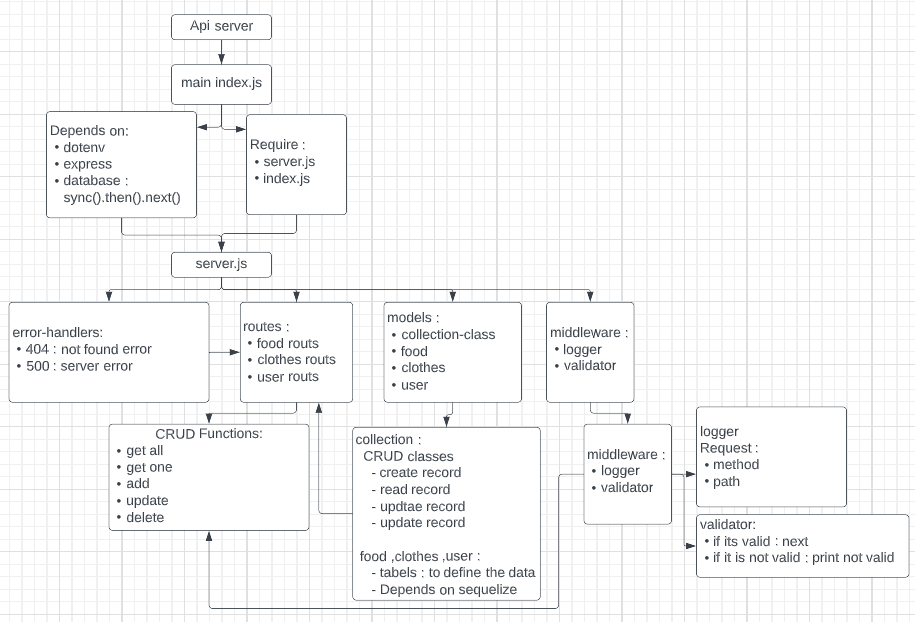 Api server
main index.js
Depends on:
• dotenv
• express
• database :
sync().then().next()
Require :
• server.js
• index.js
server.js
error-handlers:
• 404 : not found error
• 500 : server error
routes :
• food routs
• clothes routs
• user routs
models :
• collection-class
• food
• clothes
• user
middleware :
• logger
• validator
CRUD Functions:
• get all
• get one
• add
• update
• delete
collection :
CRUD classes
- create record
- read record
- updtae record
- update record
food ,clothes ,user :
- tabels : to define the data
- Depends on sequelize
middleware :
• logger
• validator
logger
Request :
• method
• path
validator:
• if its valid : next
• if it is not valid : print not valid